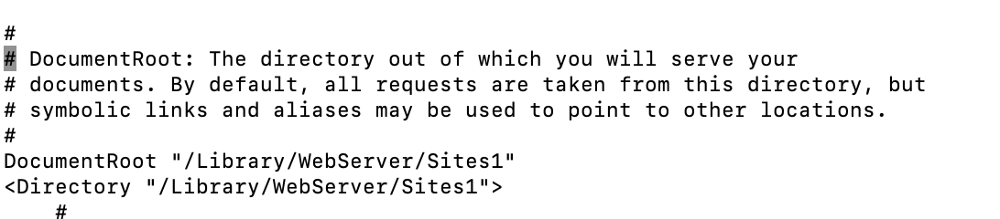 #
# DocumentRoot: The directory out of which you will serve your
# documents. By default, all requests are taken from this directory, but
# symbolic links and aliases may be used to point to other locations.
#
DocumentRoot "/Library/WebServer/Sites1"
<Directory "/Library/WebServer/Sites1">
    #